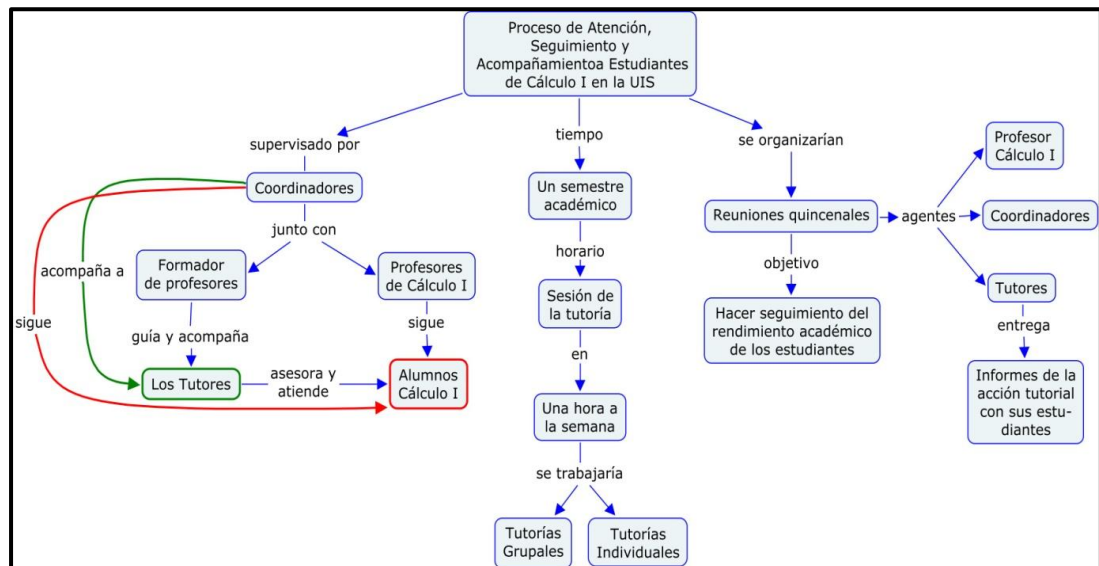 Proceso de Atención,
Seguimiento y
Acompañamientoa Estudiantes
de Cálculo I en la UIS
supervisado por
tiempo
se organizarían
Coordinadores
Un semestre
académico
Reuniones quincenales
agentes
Profesor
Cálculo I
Coordinadores
Tutores
entrega
Informes de la
acción tutorial
con sus estu-
diantes
junto con
acompaña a
sigue
Formador
de profesores
Profesores
de Cálculo I
guía y acompaña
sigue
Los Tutores
asesora y
atiende
Alumnos
Cálculo I
horario
Sesión de
la tutoría
en
Una hora a
la semana
se trabajaría
Tutorías
Grupales
Tutorías
Individuales
objetivo
Hacer seguimiento del
rendimiento académico
de los estudiantes